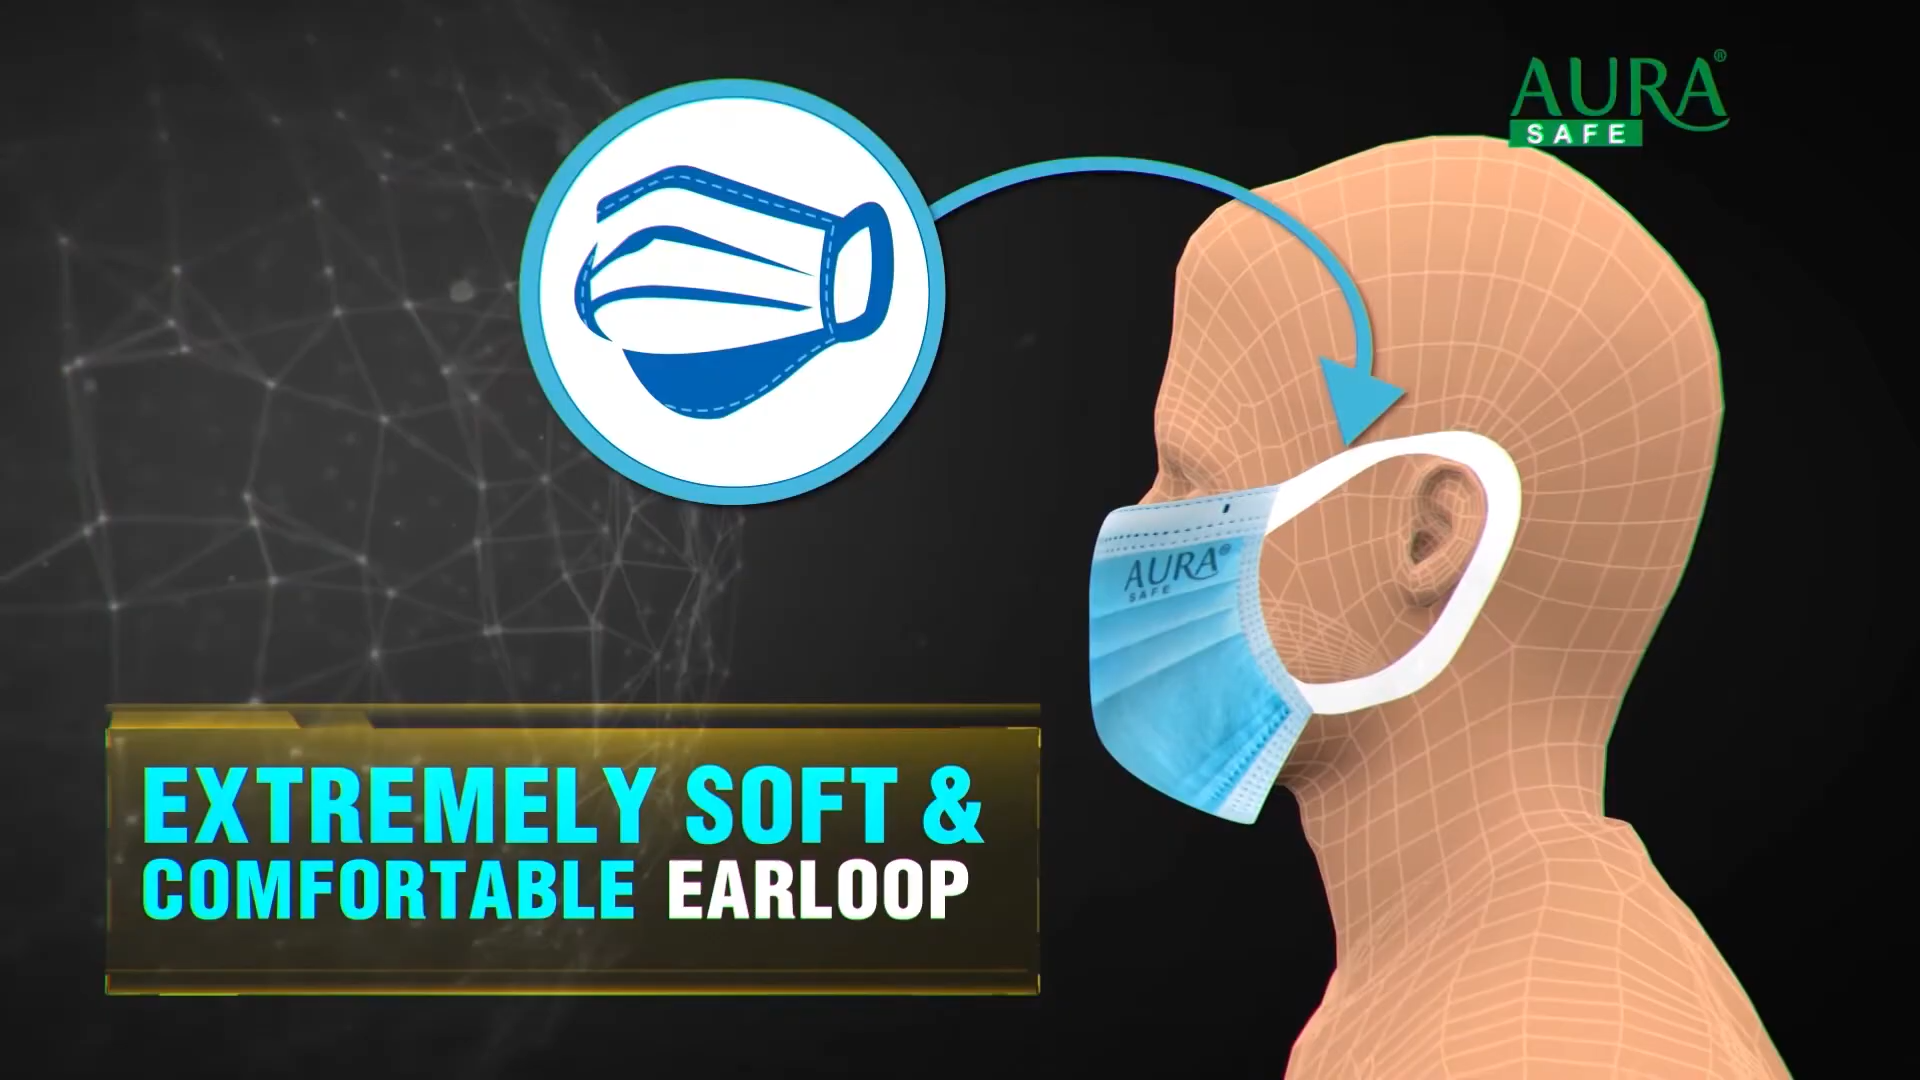 AURA®
SAFE
AURA®
SAFE
EXTREMELY SOFT &
COMFORTABLE EARLOOP